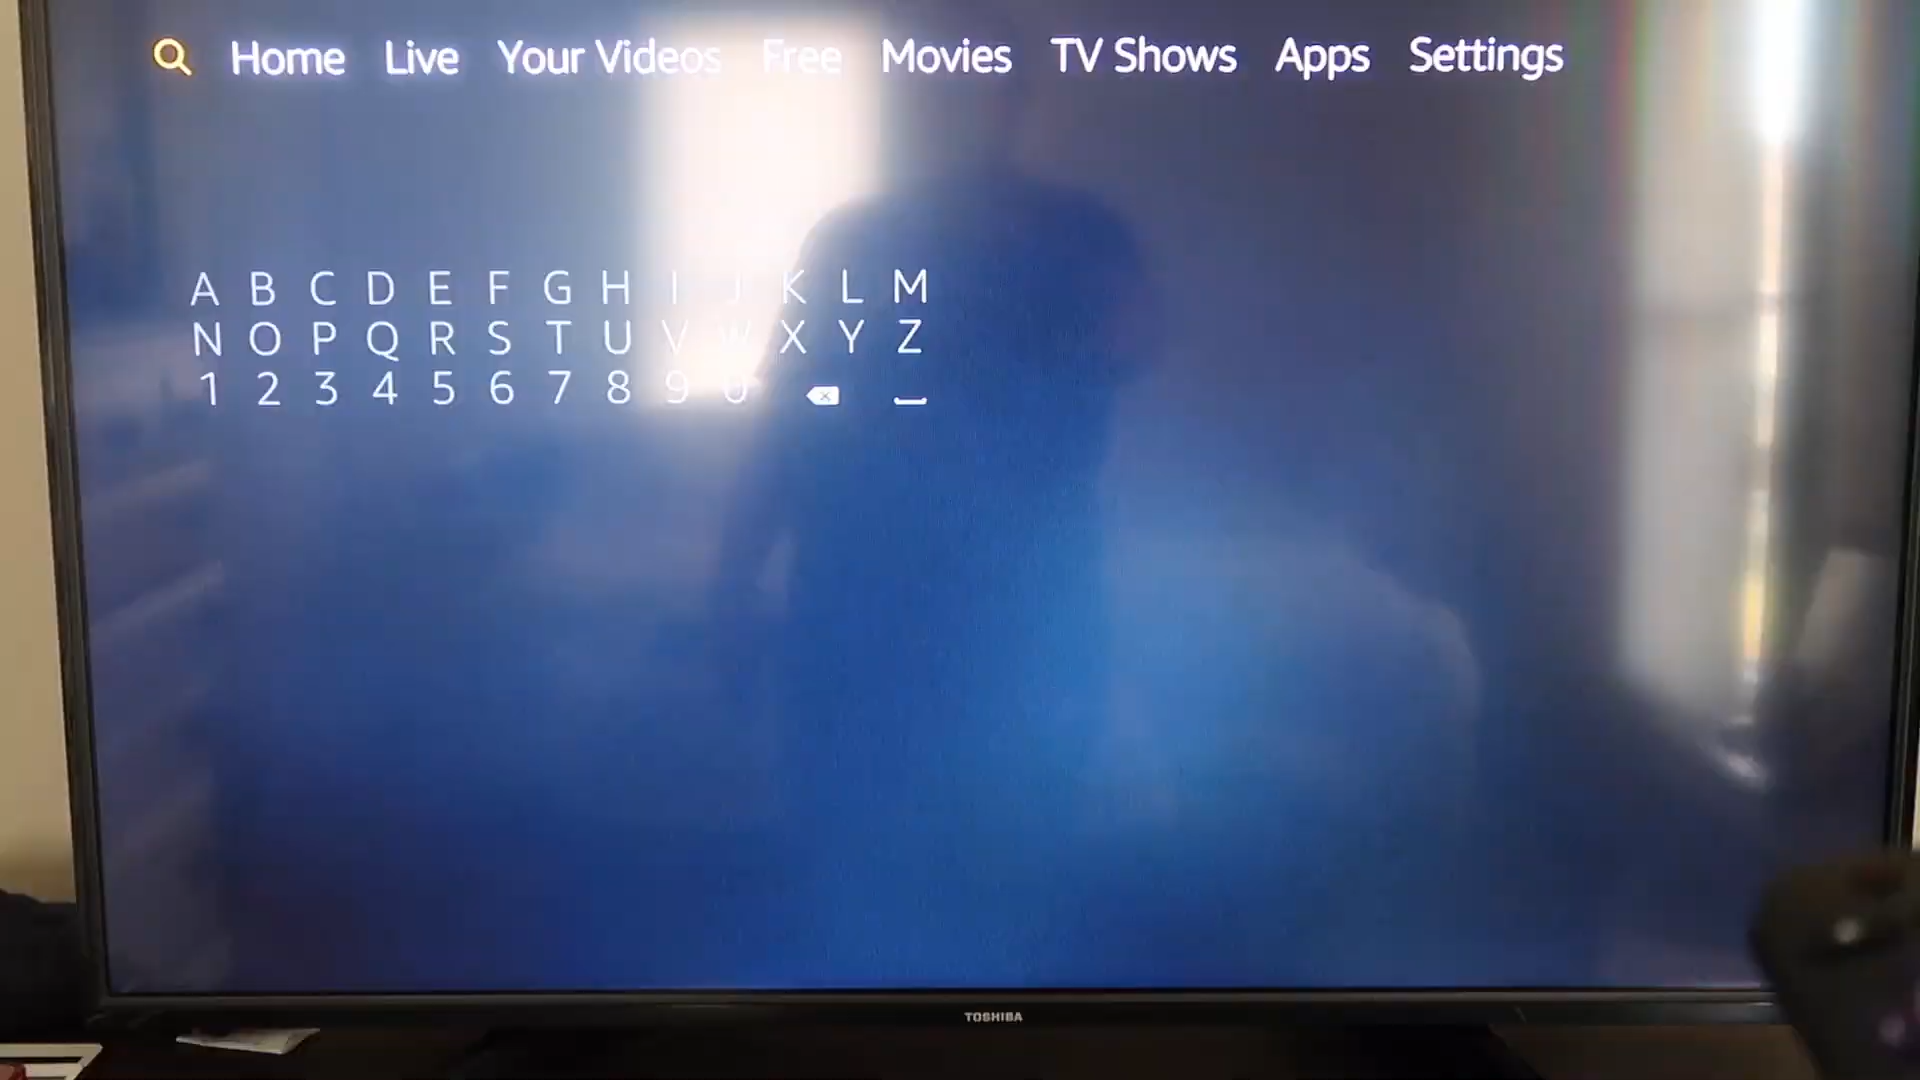 Home Live Your Videos Free Movies TV Shows Apps Settings
A B C D E F G H I J K L M
N O P Q R S T U V W X Y Z
1 2 3 4 5 6 7 8 9 0
TOSHIBA